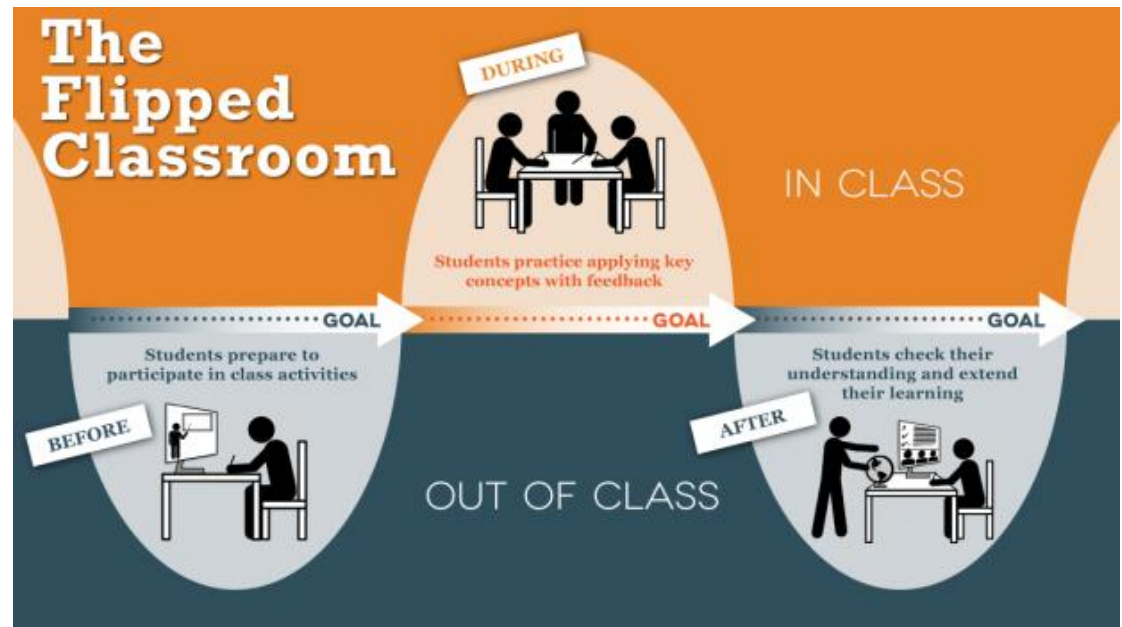 The
Flipped
Classroom
DURING
IN CLASS
Students practice applying key
concepts with feedback
GOAL
GOAL
GOAL
Students prepare to
participate in class activities
BEFORE
OUT OF CLASS
Students check their
understanding and extend
their learning
AFTER